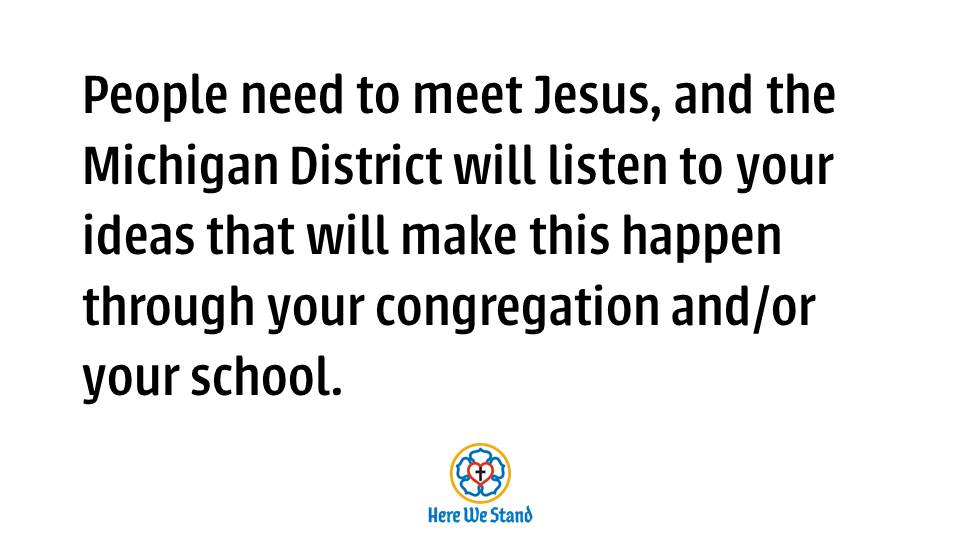 People need to meet Jesus, and the
Michigan District will listen to your
ideas that will make this happen
through your congregation and/or
your school.
Here We Stand